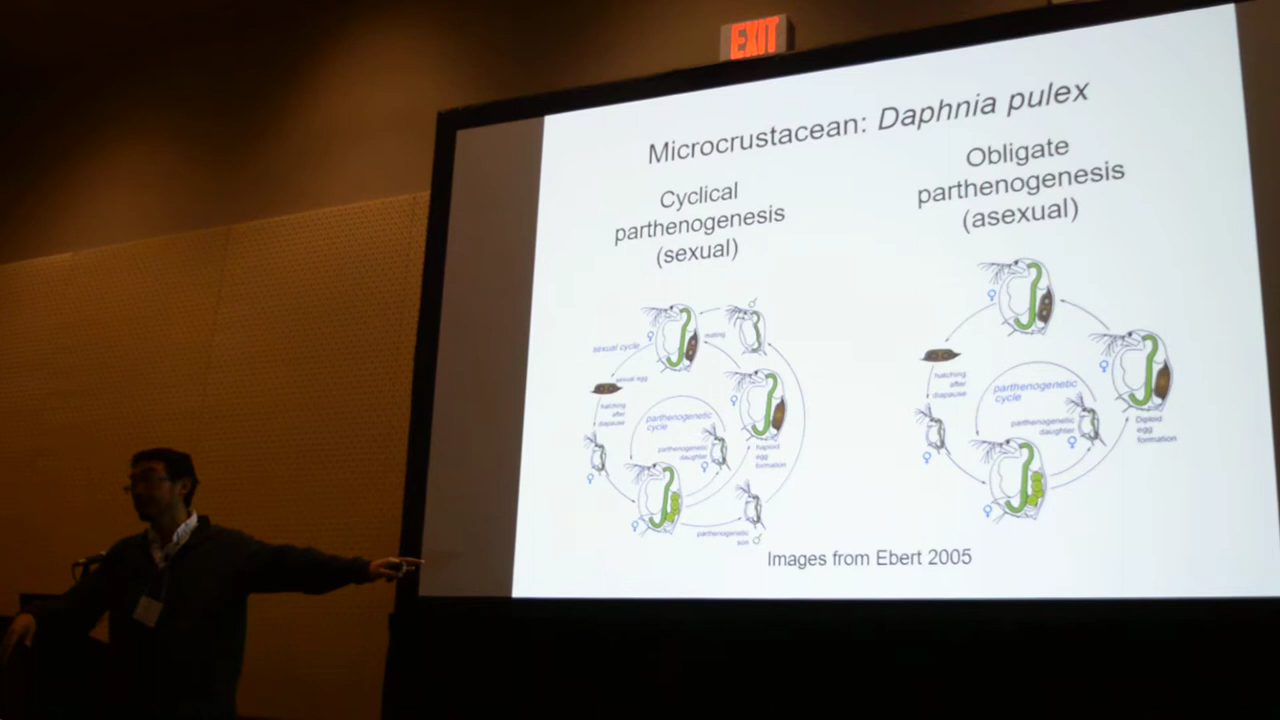 EXIT
Microcrustacean: Daphnia pulex
Cyclical
parthenogenesis
(sexual)
Obligate
parthenogenesis
(asexual)
♂
♀
sexual cycle
mating
sexual egg
hatching
after
diapause
parthenogenetic
cycle
♀
parthenogenetic
daughter
♀
haploid
egg
formation
♀
♀
parthenogenetic
son ♂
♀
♀
hatching
after
diapause
parthenogenetic
cycle
parthenogenetic
daughter
♀
Diploid
egg
formation
♀
♀
Images from Ebert 2005